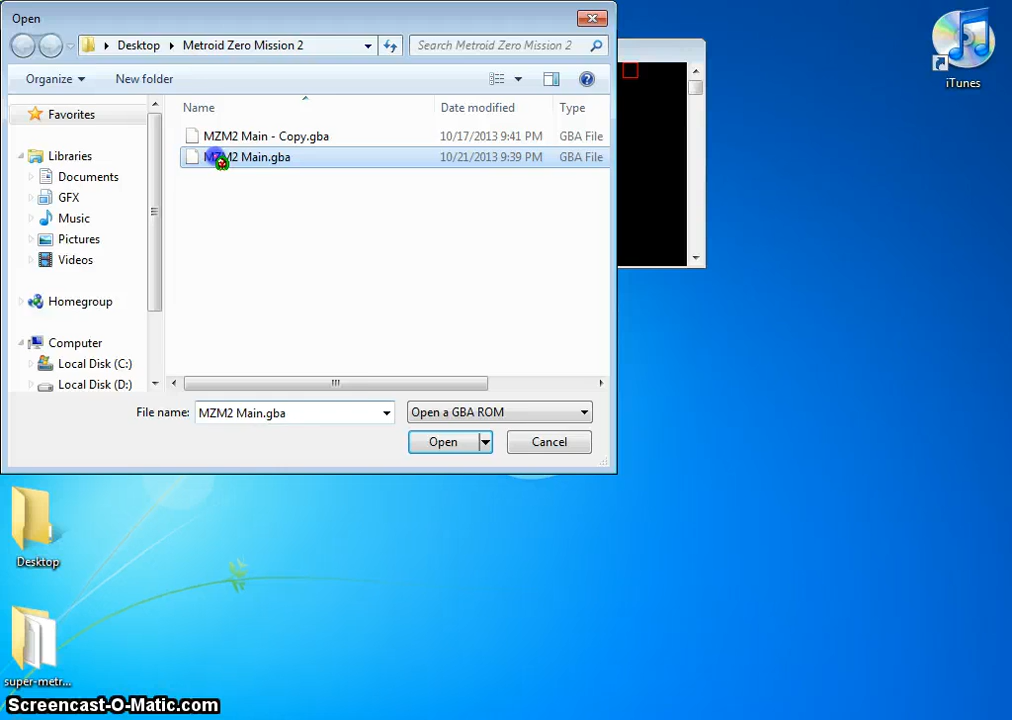 Open
Desktop Metroid Zero Mission 2 Search Metroid Zero Mission 2
Organize New folder
Favorites
Libraries
Documents
GFX
Music
Pictures
Videos
Homegroup
Computer
Local Disk (C:)
Local Disk (D:)
Name Date modified Type
MZM2 Main - Copy.gba 10/17/2013 9:41 PM GBA File
MZM2 Main.gba 10/21/2013 9:39 PM GBA File
File name: MZM2 Main.gba Open a GBA ROM
Open Cancel
iTunes
Desktop
super-metr...
Screencast-O-Matic.com